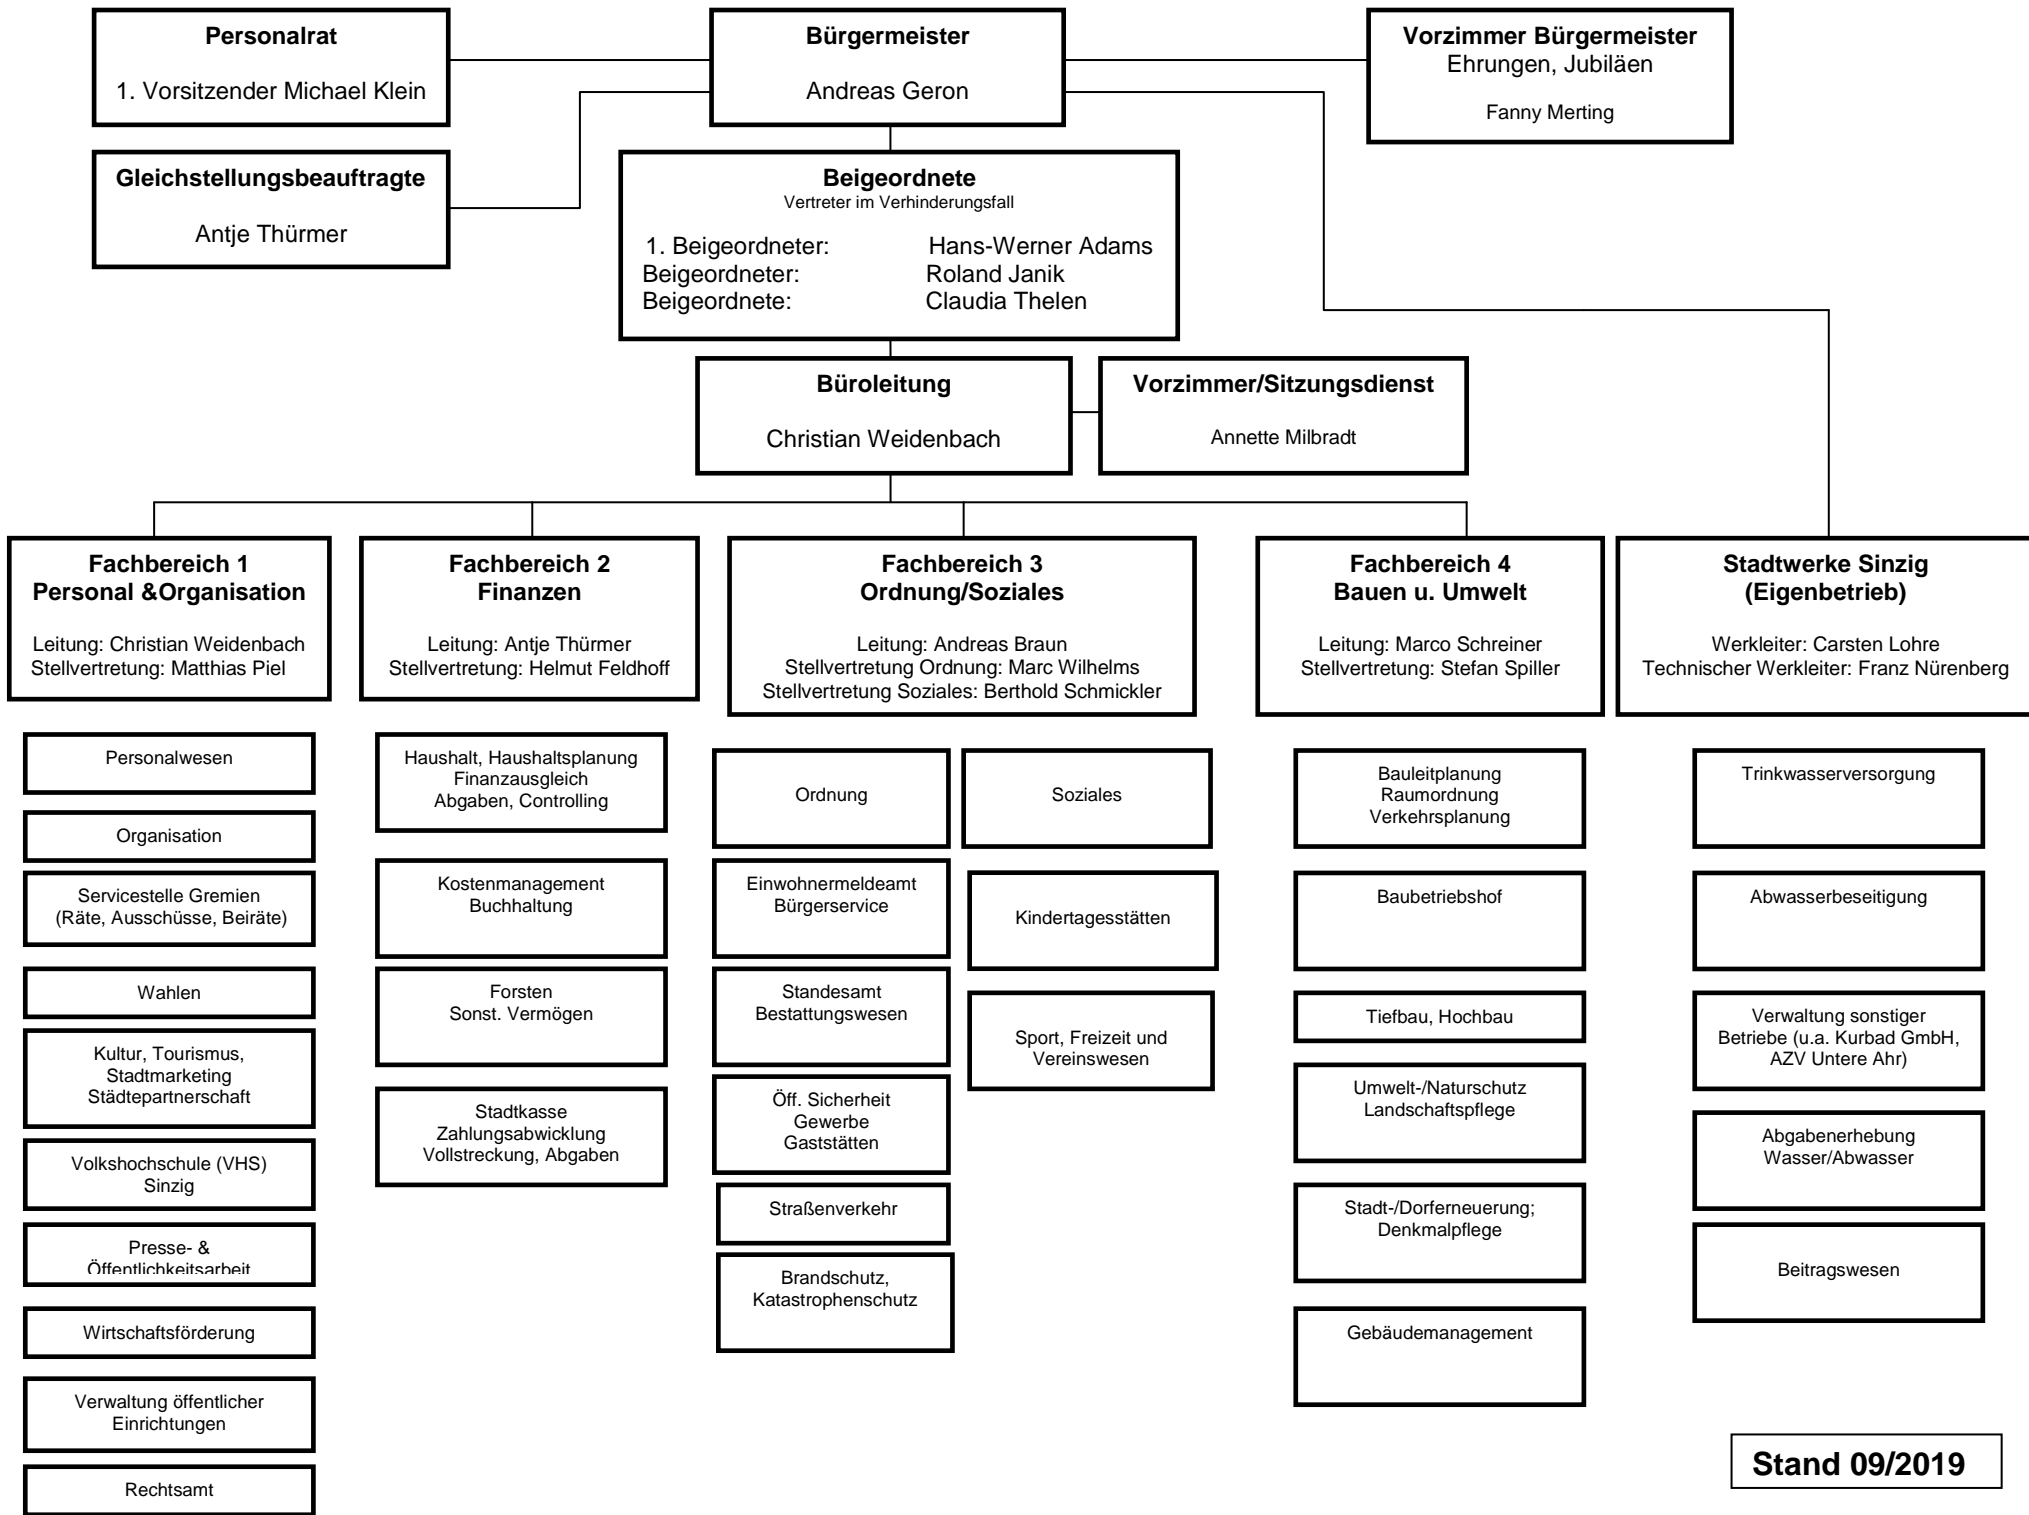 Personalrat
1. Vorsitzender Michael Klein
Bürgermeister
Andreas Geron
Vorzimmer Bürgermeister
Ehrungen, Jubiläen
Fanny Merting
Gleichstellungsbeauftragte
Antje Thürmer
Beigeordnete
Vertreter im Verhinderungsfall
1. Beigeordneter: Hans-Werner Adams
Beigeordneter: Roland Janik
Beigeordnete: Claudia Thelen
Büroleitung
Christian Weidenbach
Vorzimmer/Sitzungsdienst
Annette Milbradt
Fachbereich 1
Personal &Organisation
Leitung: Christian Weidenbach
Stellvertretung: Matthias Piel
Fachbereich 2
Finanzen
Leitung: Antje Thürmer
Stellvertretung: Helmut Feldhoff
Fachbereich 3
Ordnung/Soziales
Leitung: Andreas Braun
Stellvertretung Ordnung: Marc Wilhelms
Stellvertretung Soziales: Berthold Schmickler
Fachbereich 4
Bauen u. Umwelt
Leitung: Marco Schreiner
Stellvertretung: Stefan Spiller
Stadtwerke Sinzig
(Eigenbetrieb)
Werkleiter: Carsten Lohre
Technischer Werkleiter: Franz Nürenberg
Personalwesen
Organisation
Servicestelle Gremien
(Räte, Ausschüsse, Beiräte)
Wahlen
Kultur, Tourismus,
Stadtmarketing
Städtepartnerschaft
Volkshochschule (VHS)
Sinzig
Presse- &
Öffentlichkeitsarbeit
Wirtschaftsförderung
Verwaltung öffentlicher
Einrichtungen
Rechtsamt
Haushalt, Haushaltsplanung
Finanzausgleich
Abgaben, Controlling
Kostenmanagement
Buchhaltung
Forsten
Sonst. Vermögen
Stadtkasse
Zahlungsabwicklung
Vollstreckung, Abgaben
Ordnung
Einwohnermeldeamt
Bürgerservice
Standesamt
Bestattungswesen
Öff. Sicherheit
Gewerbe
Gaststätten
Straßenverkehr
Brandschutz,
Katastrophenschutz
Soziales
Kindertagesstätten
Sport, Freizeit und
Vereinswesen
Bauleitplanung
Raumordnung
Verkehrsplanung
Baubetriebshof
Tiefbau, Hochbau
Umwelt-/Naturschutz
Landschaftspflege
Stadt-/Dorferneuerung;
Denkmalpflege
Gebäudemanagement
Trinkwasserversorgung
Abwasserbeseitigung
Verwaltung sonstiger
Betriebe (u.a. Kurbad GmbH,
AZV Untere Ahr)
Abgabenerhebung
Wasser/Abwasser
Beitragswesen
Stand 09/2019